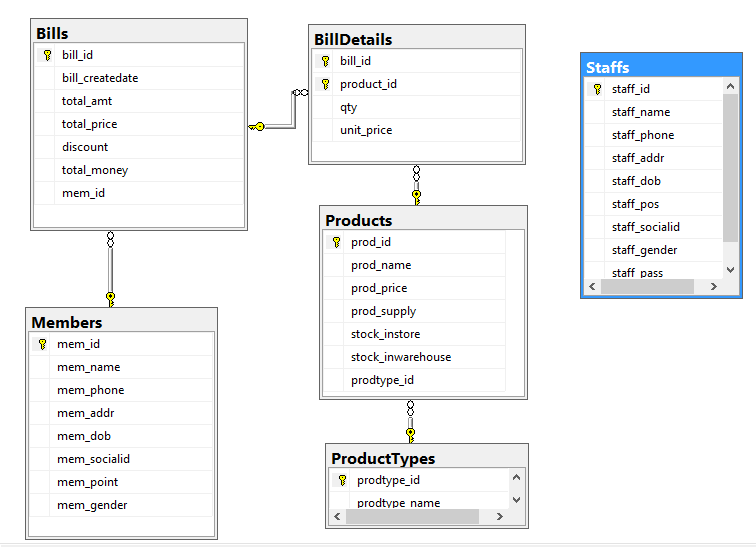 Bills
bill_id
bill_createdate
total_amt
total_price
discount
total_money
mem_id
BillDetails
bill_id
product_id
qty
unit_price
Staffs
staff_id
staff_name
staff_phone
staff_addr
staff_dob
staff_pos
staff_socialid
staff_gender
staff_pass
Products
prod_id
prod_name
prod_price
prod_supply
stock_instore
stock_inwarehouse
prodtype_id
Members
mem_id
mem_name
mem_phone
mem_addr
mem_dob
mem_socialid
mem_point
mem_gender
ProductTypes
prodtype_id
prodtype_name